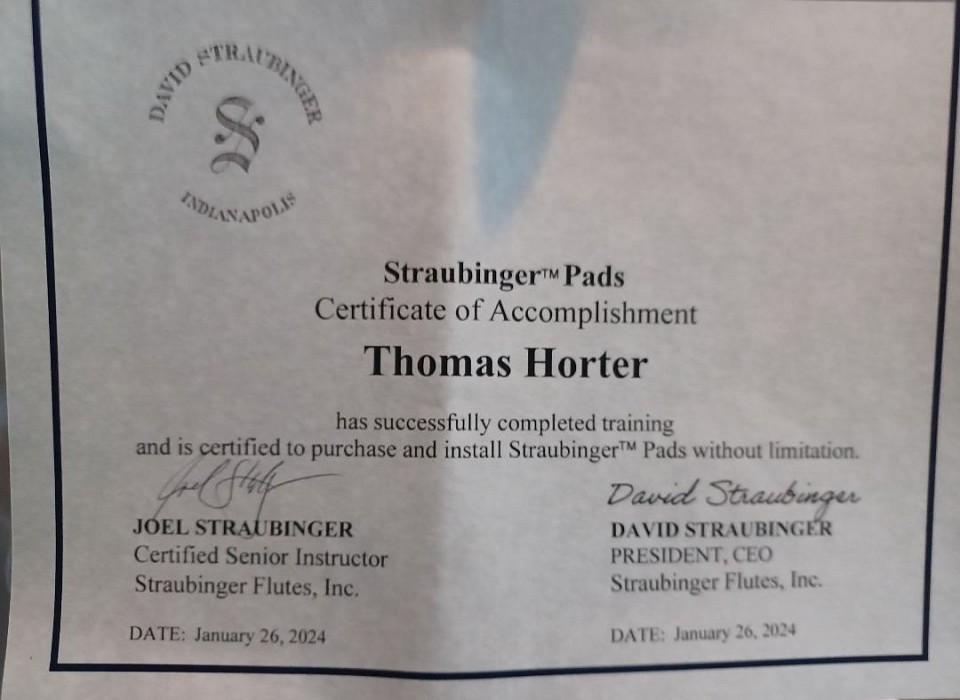 DAVID STRAUBINGER
S
INDIANAPOLIS
Straubinger™ Pads
Certificate of Accomplishment
Thomas Horter
has successfully completed training
and is certified to purchase and install Straubinger™ Pads without limitation.
Joel Straubinger
David Straubinger
JOEL STRAUBINGER
DAVID STRAUBINGER
Certified Senior Instructor
PRESIDENT, CEO
Straubinger Flutes, Inc.
Straubinger Flutes, Inc.
DATE: January 26, 2024
DATE: January 26, 2024